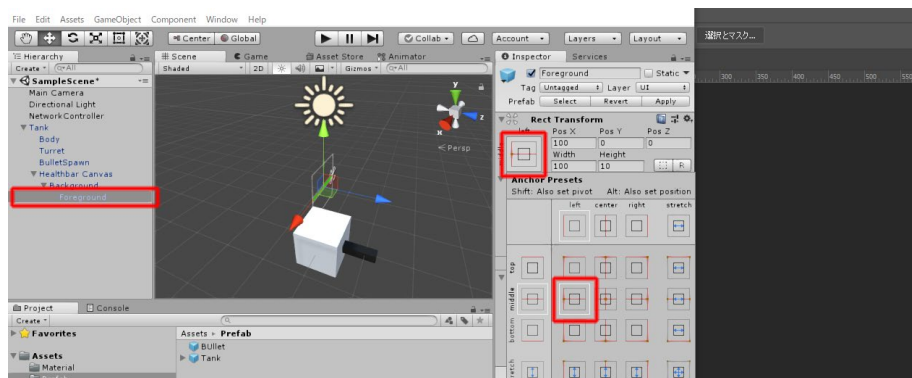 File Edit Assets GameObject Component Window Help
Center Global Collab Account Layers Layout
選択とマスク...
Hierarchy
Create Q▾All
SampleScene*
Main Camera
Directional Light
NetworkController
Tank
Body
Turret
BulletSpawn
Healthbar Canvas
Background
Foreground
Scene Game Asset Store Animator
Shaded 2D Gizmos Q▾All
y
z
x
Persp
Inspector Services
Foreground Static
Tag Untagged Layer UI
Prefab Select Revert Apply
Rect Transform
left Pos X Pos Y Pos Z
middle 100 0 0
Width Height
100 10 R
Anchor Presets
Shift: Also set pivot Alt: Also set position
left center right stretch
top
middle
bottom
stretch
300 350 400 450 500 550
Project Console
Create
Favorites
Assets
Material
Assets ▸ Prefab
BUllet
Tank